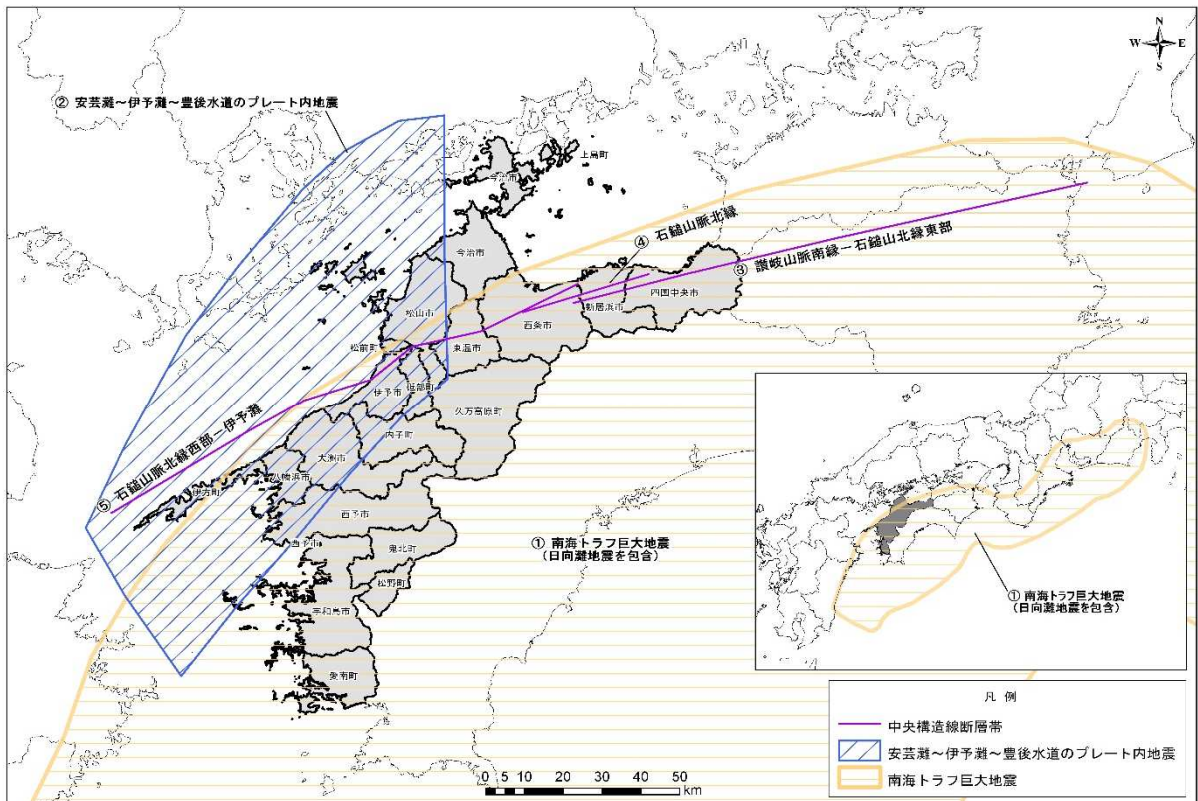 N
W E
S
② 安芸灘～伊予灘～豊後水道のプレート内地震
上島町
今治市
④ 石鎚山脈北縁
今治市
③ 讃岐山脈南縁－石鎚山北縁東部
四国中央市
新居浜市
松山市
西条市
松前町
東温市
伊予市
砥部町
久万高原町
内子町
⑤ 石鎚山脈北縁西部－伊予灘
大洲市
八幡浜市
伊方町
西予市
西予市
① 南海トラフ巨大地震
(日向灘地震を包含)
鬼北町
松野町
宇和島市
愛南町
① 南海トラフ巨大地震
(日向灘地震を包含)
凡 例
中央構造線断層帯
安芸灘～伊予灘～豊後水道のプレート内地震
南海トラフ巨大地震
0 5 10 20 30 40 50
km